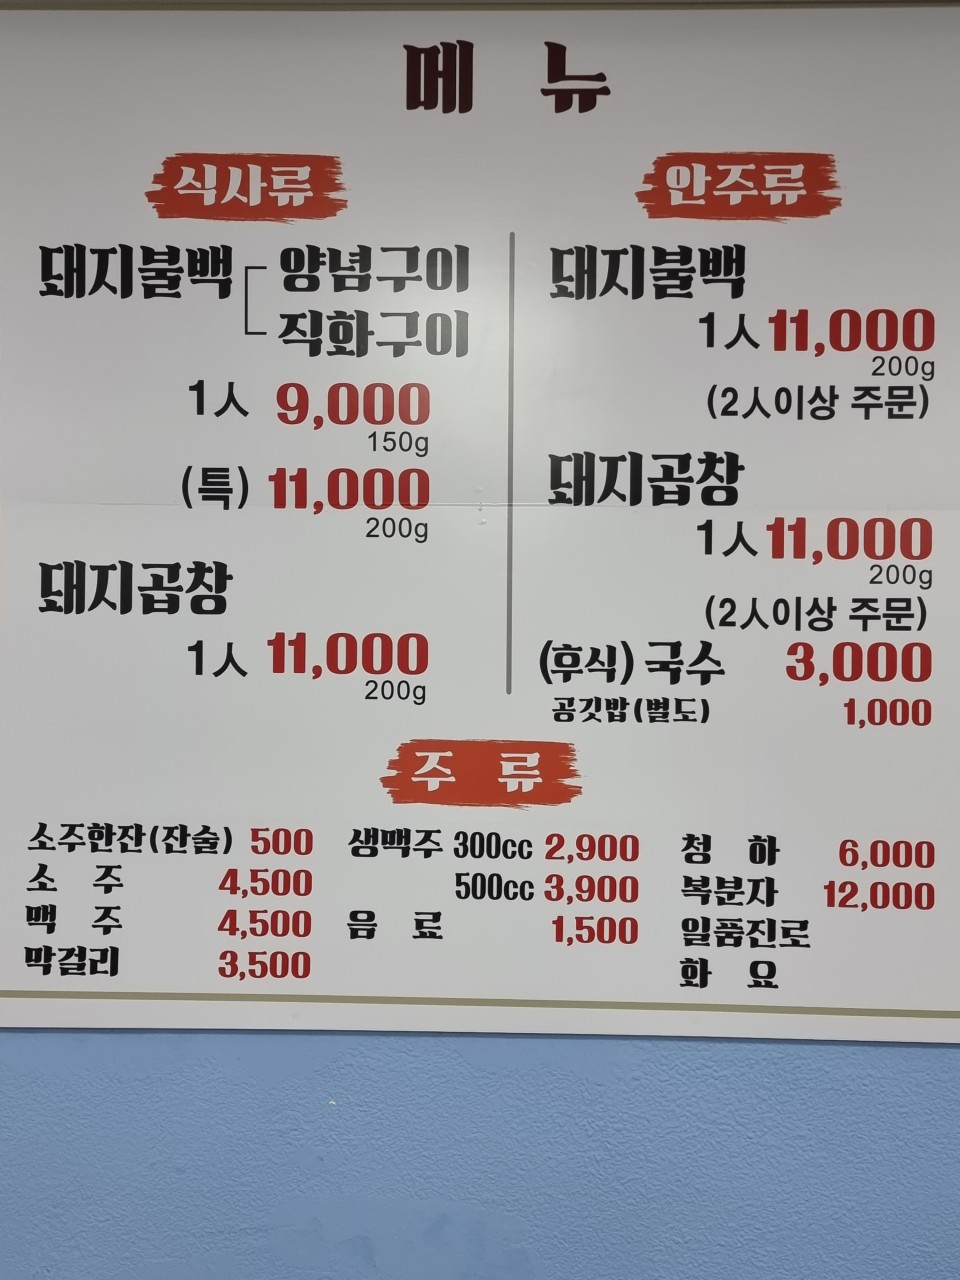 메 뉴
식사류
돼지불백 양념구이
직화구이
1人 9,000
150g
(특) 11,000
200g
돼지곱창
1人 11,000
200g
안주류
돼지불백
1人 11,000
200g
(2人이상 주문)
돼지곱창
1人 11,000
200g
(2人이상 주문)
(후식) 국수 3,000
공깃밥(별도) 1,000
주 류
소주한잔(잔술) 500
소 주 4,500
맥 주 4,500
막걸리 3,500
생맥주 300cc 2,900
500cc 3,900
음 료 1,500
청 하 6,000
복분자 12,000
일품진로
화 요